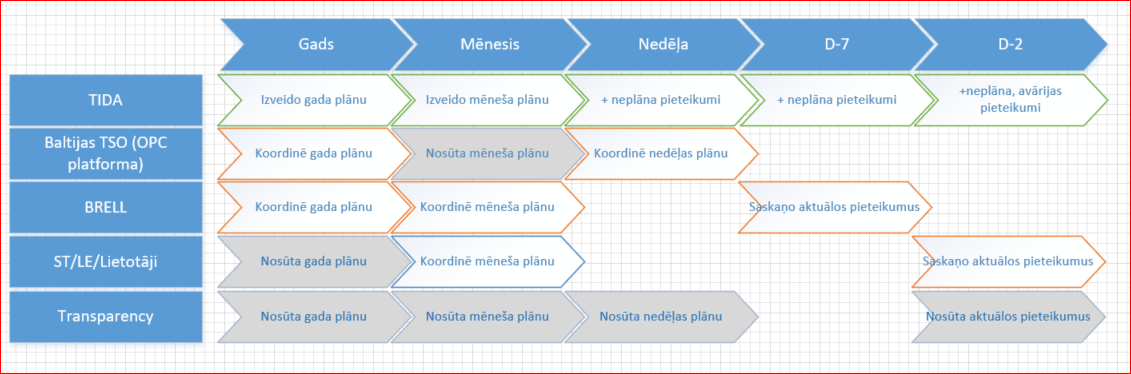 Gads
Mēnesis
Nedēļa
D-7
D-2
TIDA
Izveido gada plānu
Izveido mēneša plānu
+ neplāna pieteikumi
+ neplāna pieteikumi
+neplāna, avārijas
pieteikumi
Baltijas TSO (OPC
platforma)
Koordinē gada plānu
Nosūta mēneša plānu
Koordinē nedēļas plānu
BRELL
Koordinē gada plānu
Koordinē mēneša plānu
Saskaņo aktuālos pieteikumus
ST/LE/Lietotāji
Nosūta gada plānu
Koordinē mēneša plānu
Saskaņo aktuālos pieteikumus
Transparency
Nosūta gada plānu
Nosūta mēneša plānu
Nosūta nedēļas plānu
Nosūta aktuālos pieteikumus